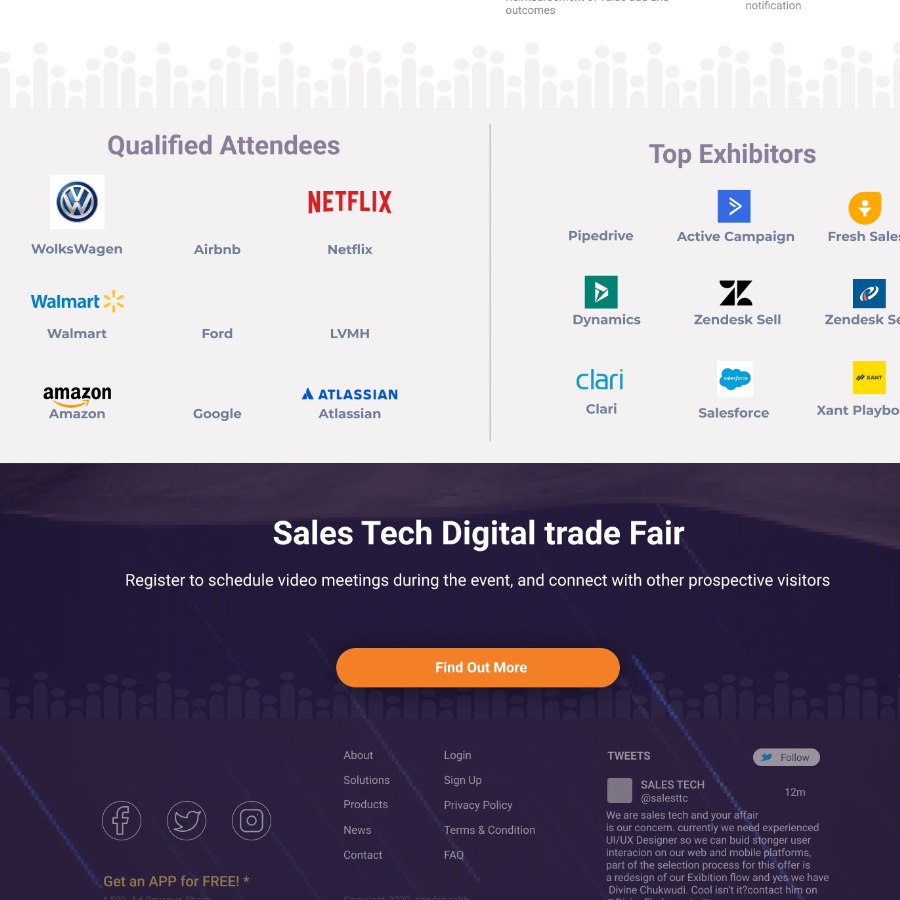 outcomes
notification
Qualified Attendees
Top Exhibitors
NETFLIX
WolksWagen
Airbnb
Netflix
Pipedrive
Active Campaign
Fresh Sales
Walmart
Walmart
Ford
LVMH
Dynamics
Zendesk Sell
Zendesk Se
amazon
Amazon
Google
ATLASSIAN
Atlassian
clari
Clari
salesforce
Salesforce
XANT
Xant Playbo
Sales Tech Digital trade Fair
Register to schedule video meetings during the event, and connect with other prospective visitors
Find Out More
About
Solutions
Products
News
Contact
Login
Sign Up
Privacy Policy
Terms & Condition
FAQ
Get an APP for FREE! *
TWEETS
Follow
SALES TECH
@salesttc
12m
We are sales tech and your affair
is our concern. currently we need experienced
UI/UX Designer so we can buid stonger user
interacion on our web and mobile platforms,
part of the selection process for this offer is
a redesign of our Exibition flow and yes we have
Divine Chukwudi. Cool isn't it?contact him on